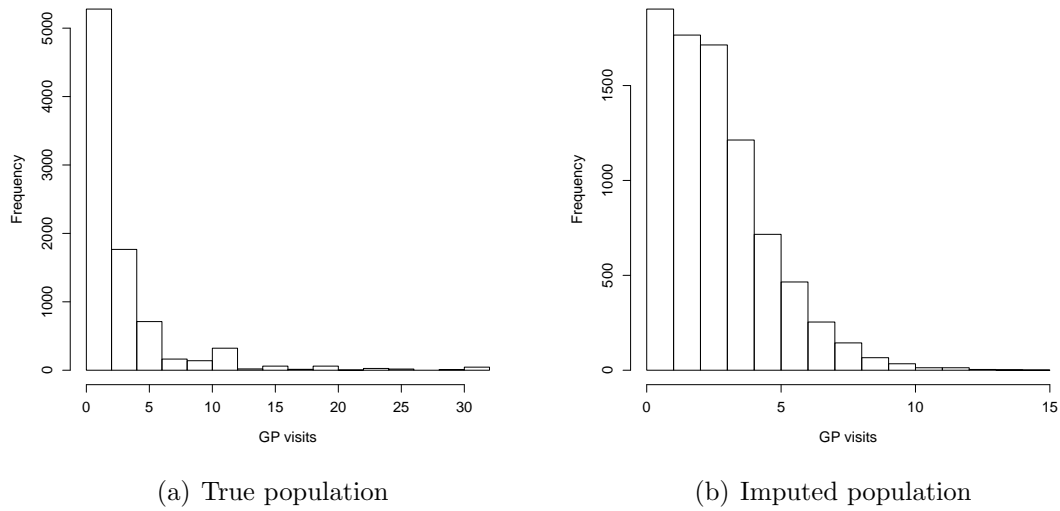 Frequency
5000
4000
3000
2000
1000
0
0 5 10 15 20 25 30
GP visits
(a) True population
Frequency
1500
1000
500
0
0 5 10 15
GP visits
(b) Imputed population